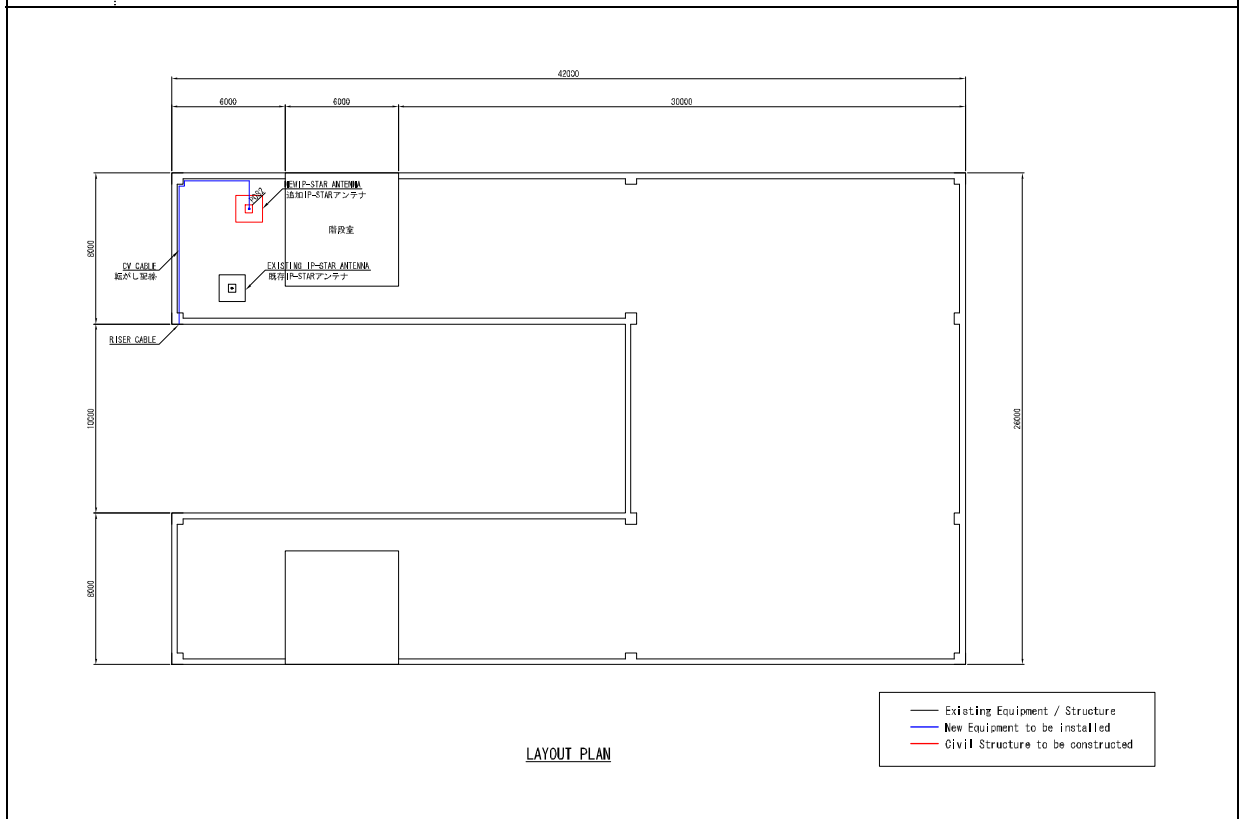 42000
6000
6000
30000
NEWIP-STAR ANTENNA
追加IP-STARアンテナ
POS2
階段室
8000
CV CABLE
転がし配線
EXISTING IP-STAR ANTENNA
既存IP-STARアンテナ
RISER CABLE
10000
26000
8000
Existing Equipment / Structure
New Equipment to be installed
Civil Structure to be constructed
LAYOUT PLAN